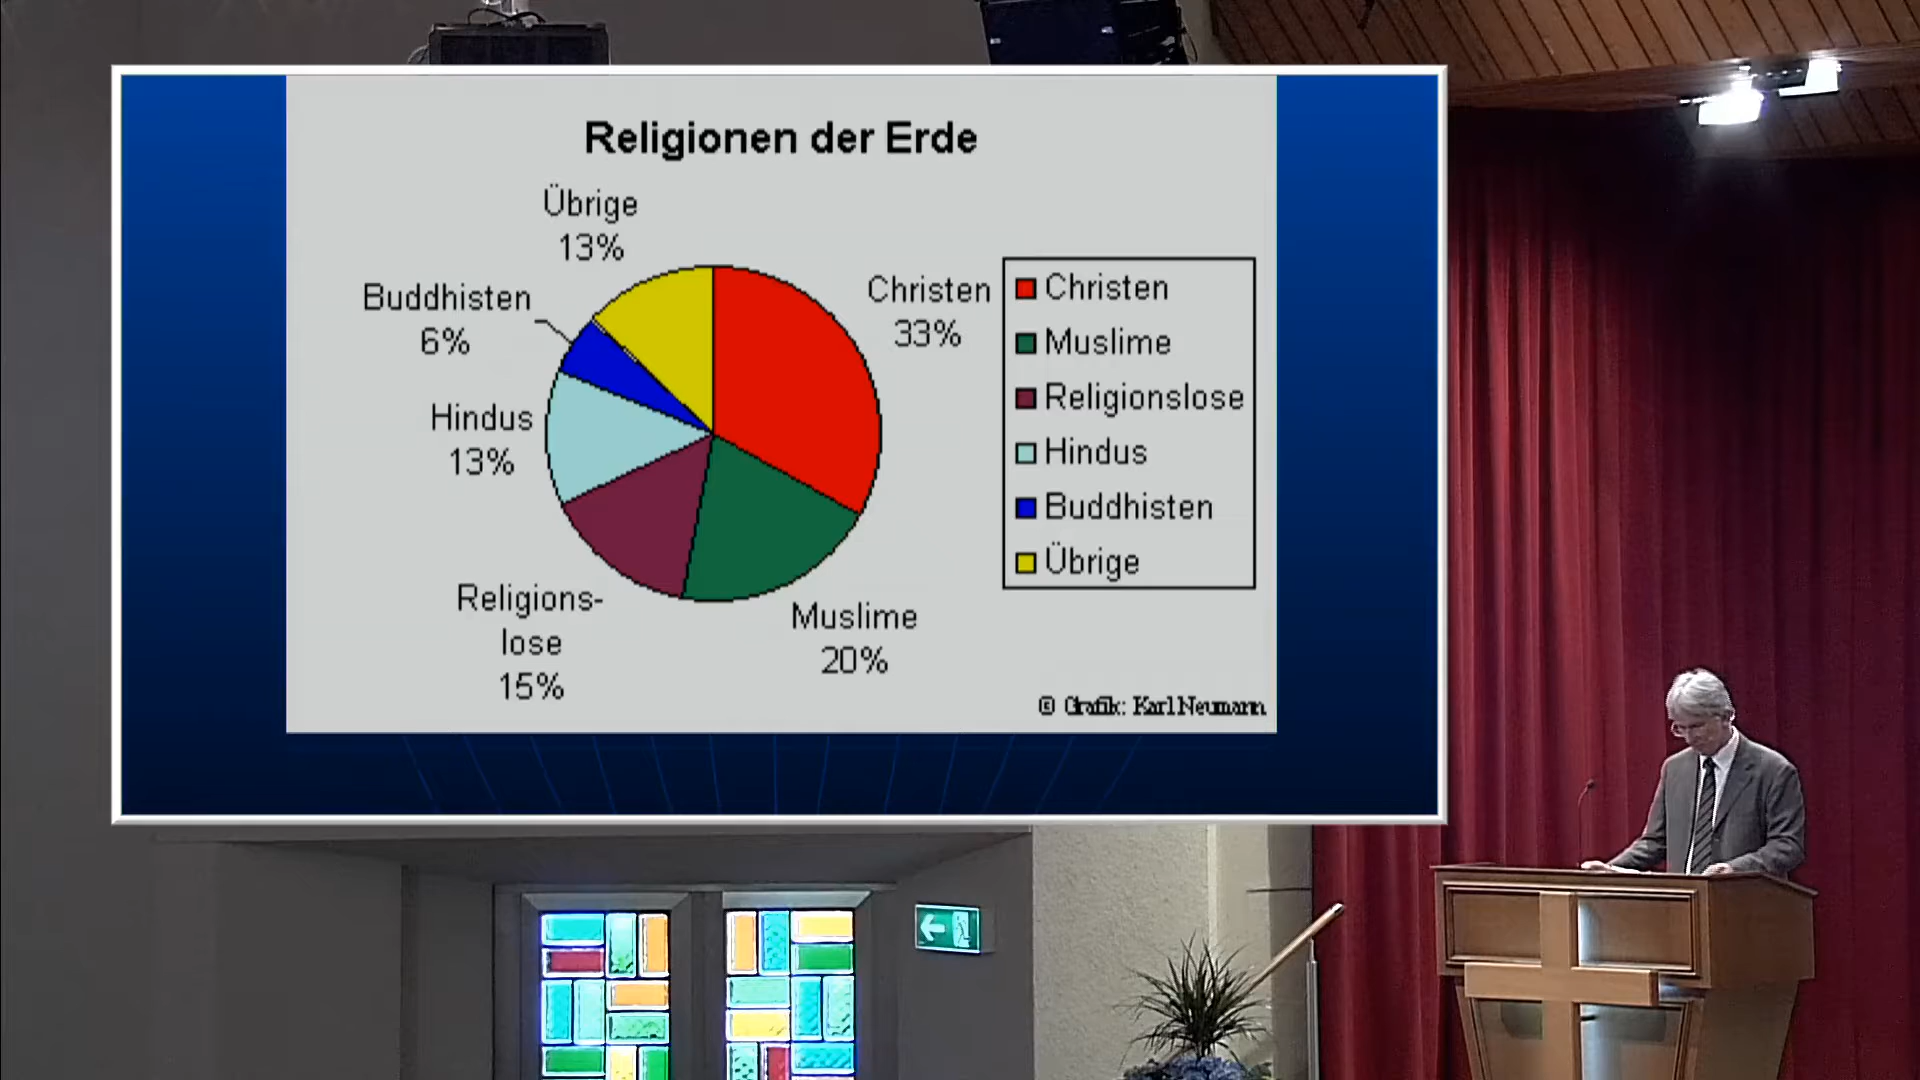 Religionen der Erde
Übrige
13%
Buddhisten
6%
Christen
33%
Hindus
13%
Religions-
lose
15%
Muslime
20%
Christen
Muslime
Religionslose
Hindus
Buddhisten
Übrige
© Grafik: Karl Neumann